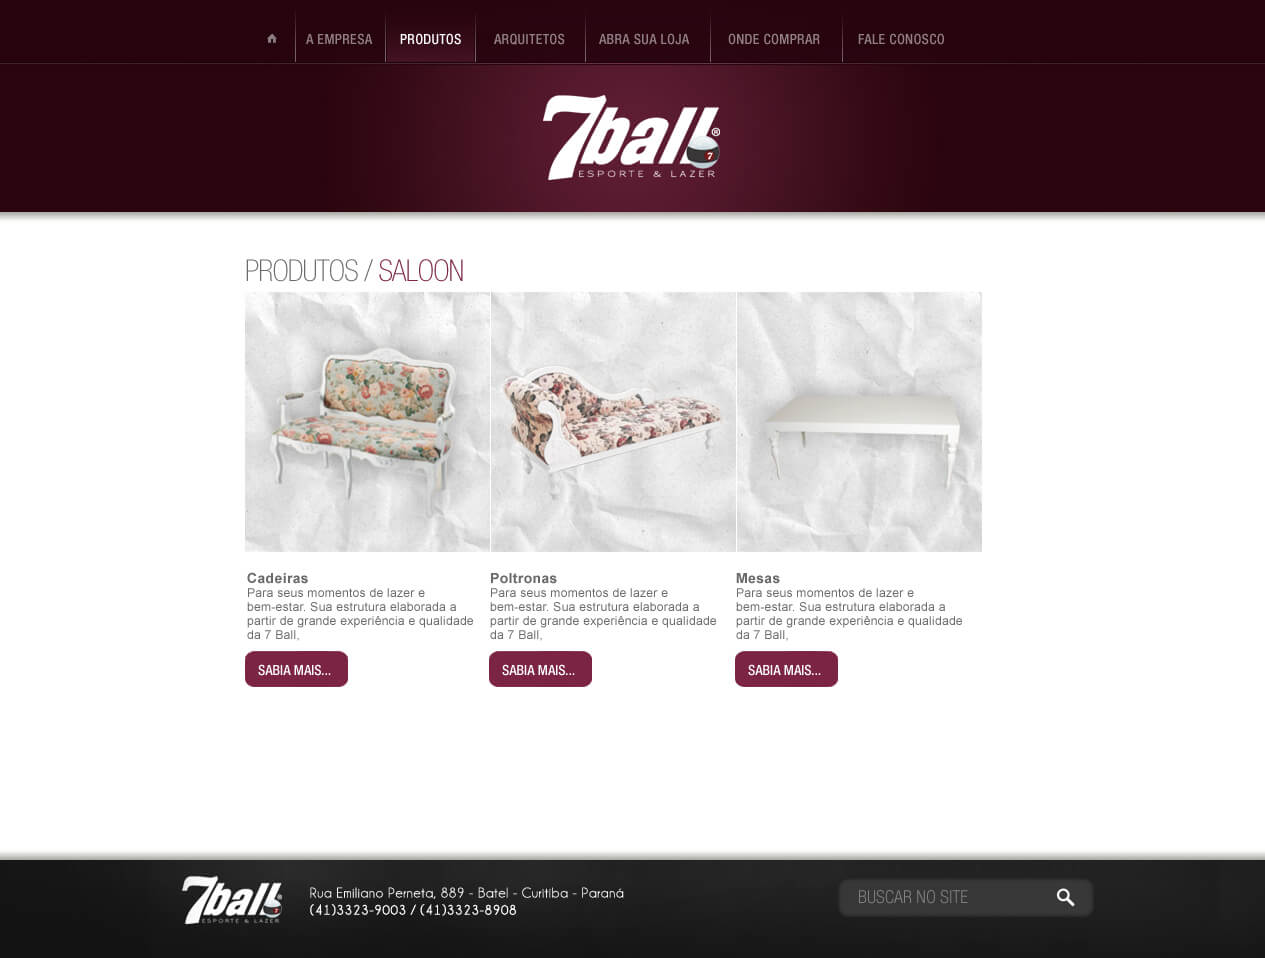 A EMPRESA
PRODUTOS
ARQUITETOS
ABRA SUA LOJA
ONDE COMPRAR
FALE CONOSCO
7ball®
7
ESPORTE & LAZER
PRODUTOS / SALOON
Cadeiras
Para seus momentos de lazer e
bem-estar. Sua estrutura elaborada a
partir de grande experiência e qualidade
da 7 Ball,
SABIA MAIS...
Poltronas
Para seus momentos de lazer e
bem-estar. Sua estrutura elaborada a
partir de grande experiência e qualidade
da 7 Ball,
SABIA MAIS...
Mesas
Para seus momentos de lazer e
bem-estar. Sua estrutura elaborada a
partir de grande experiência e qualidade
da 7 Ball,
SABIA MAIS...
7ball
7
ESPORTE & LAZER
Rua Emiliano Perneta, 889 - Batel - Curitiba - Paraná
(41)3323-9003 / (41)3323-8908
BUSCAR NO SITE